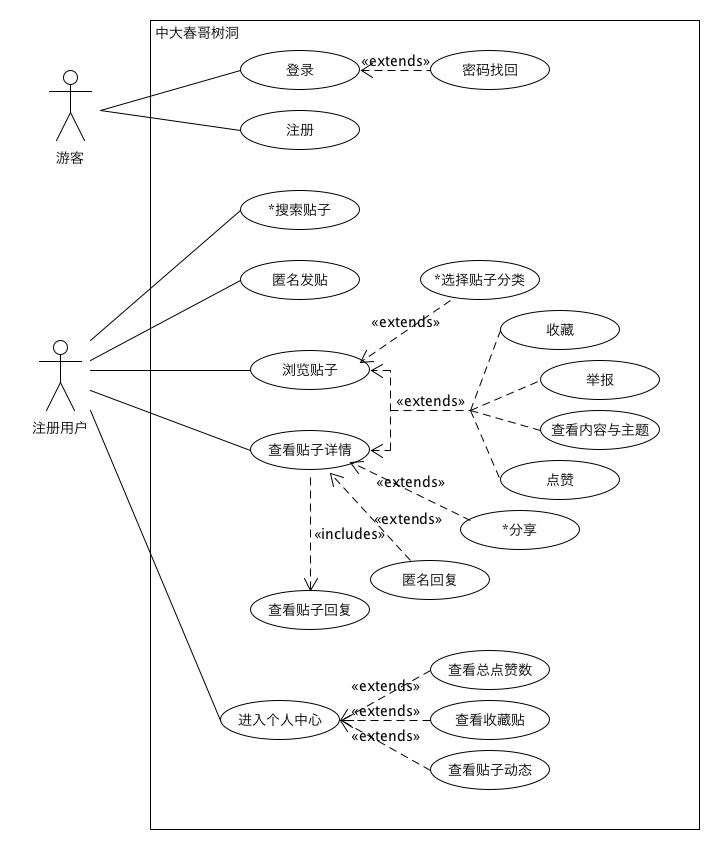 中大春哥树洞
登录
«extends»
密码找回
游客
注册
*搜索贴子
匿名发贴
*选择贴子分类
«extends»
收藏
浏览贴子
举报
«extends»
注册用户
查看内容与主题
查看贴子详情
点赞
«extends»
*分享
«extends»
«includes»
匿名回复
查看贴子回复
查看总点赞数
«extends»
进入个人中心
«extends»
查看收藏贴
«extends»
查看贴子动态